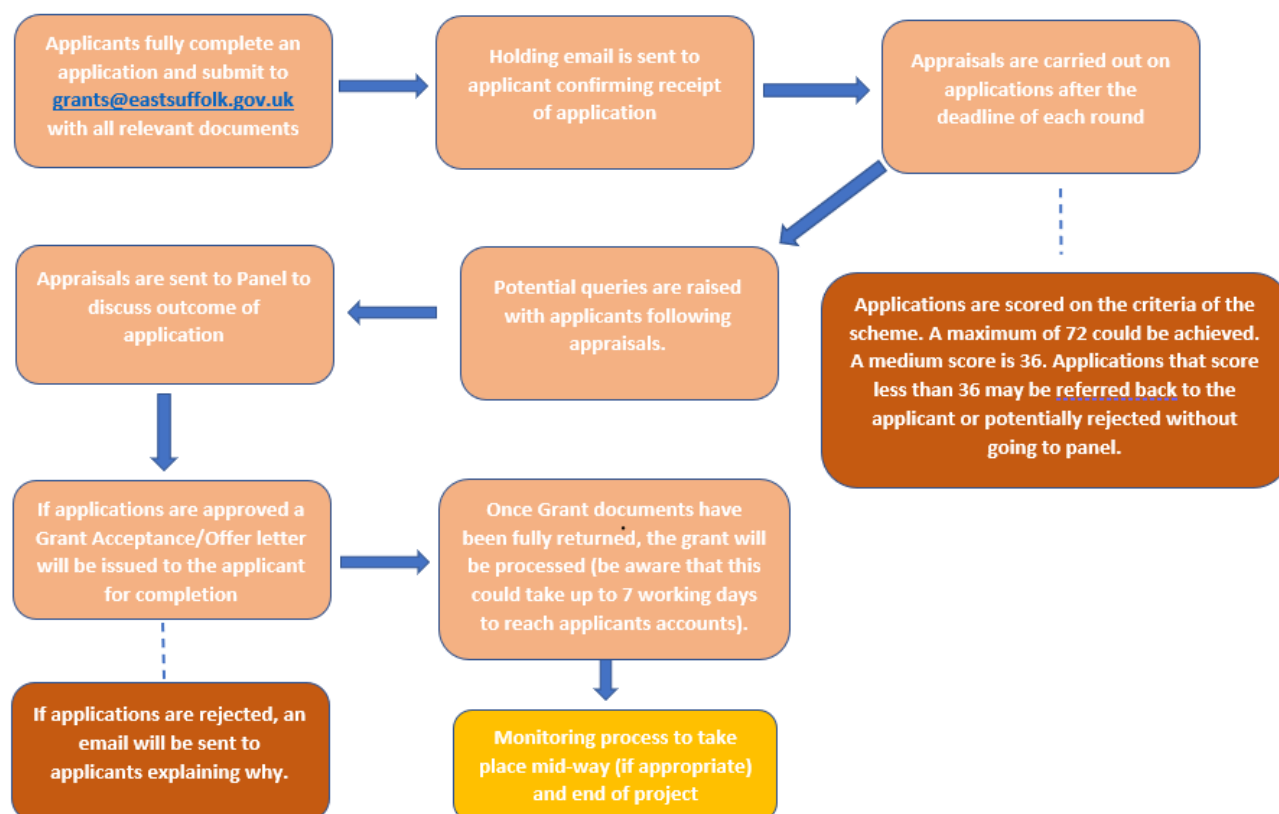 Applicants fully complete an
application and submit to
grants@eastsuffolk.gov.uk
with all relevant documents
Holding email is sent to
applicant confirming receipt
of application
Appraisals are carried out on
applications after the
deadline of each round
Applications are scored on the criteria of the
scheme. A maximum of 72 could be achieved.
A medium score is 36. Applications that score
less than 36 may be referred back to the
applicant or potentially rejected without
going to panel.
Potential queries are raised
with applicants following
appraisals.
Appraisals are sent to Panel to
discuss outcome of
application
If applications are approved a
Grant Acceptance/Offer letter
will be issued to the applicant
for completion
If applications are rejected, an
email will be sent to
applicants explaining why.
Once Grant documents have
been fully returned, the grant will
be processed (be aware that this
could take up to 7 working days
to reach applicants accounts).
Monitoring process to take
place mid-way (if appropriate)
and end of project